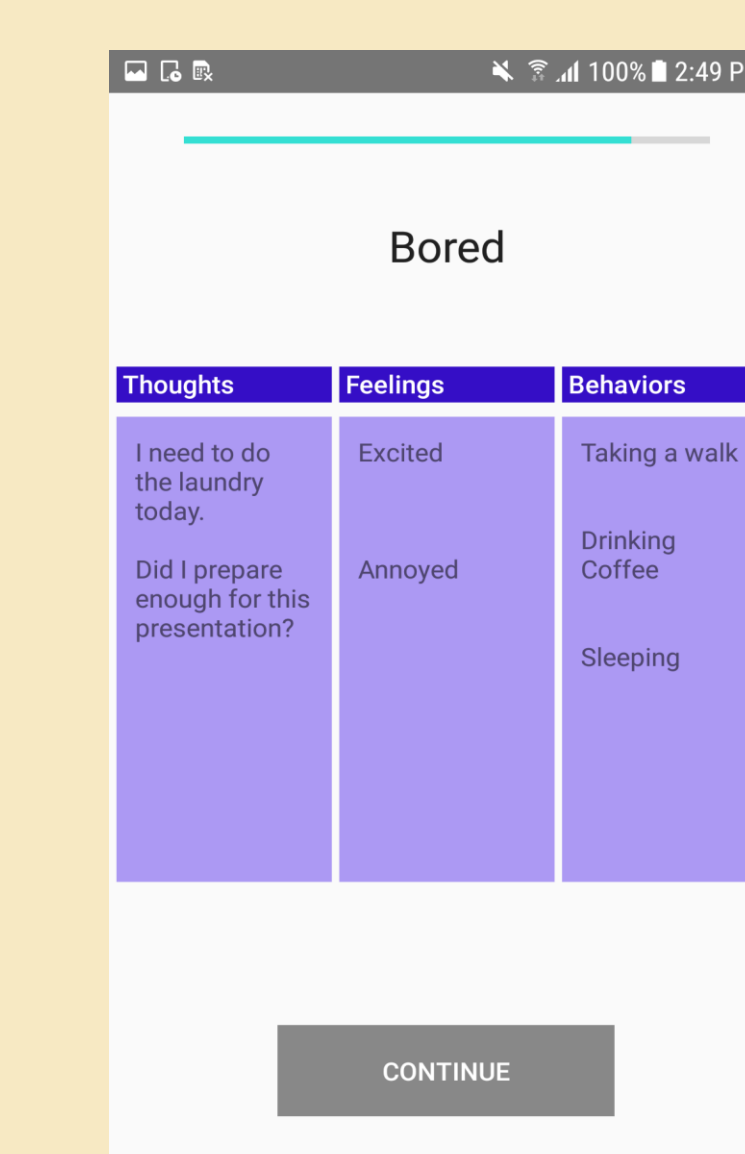 100% 2:49 P
Bored
Thoughts
Feelings
Behaviors
I need to do
the laundry
today.
Did I prepare
enough for this
presentation?
Excited
Annoyed
Taking a walk
Drinking
Coffee
Sleeping
CONTINUE